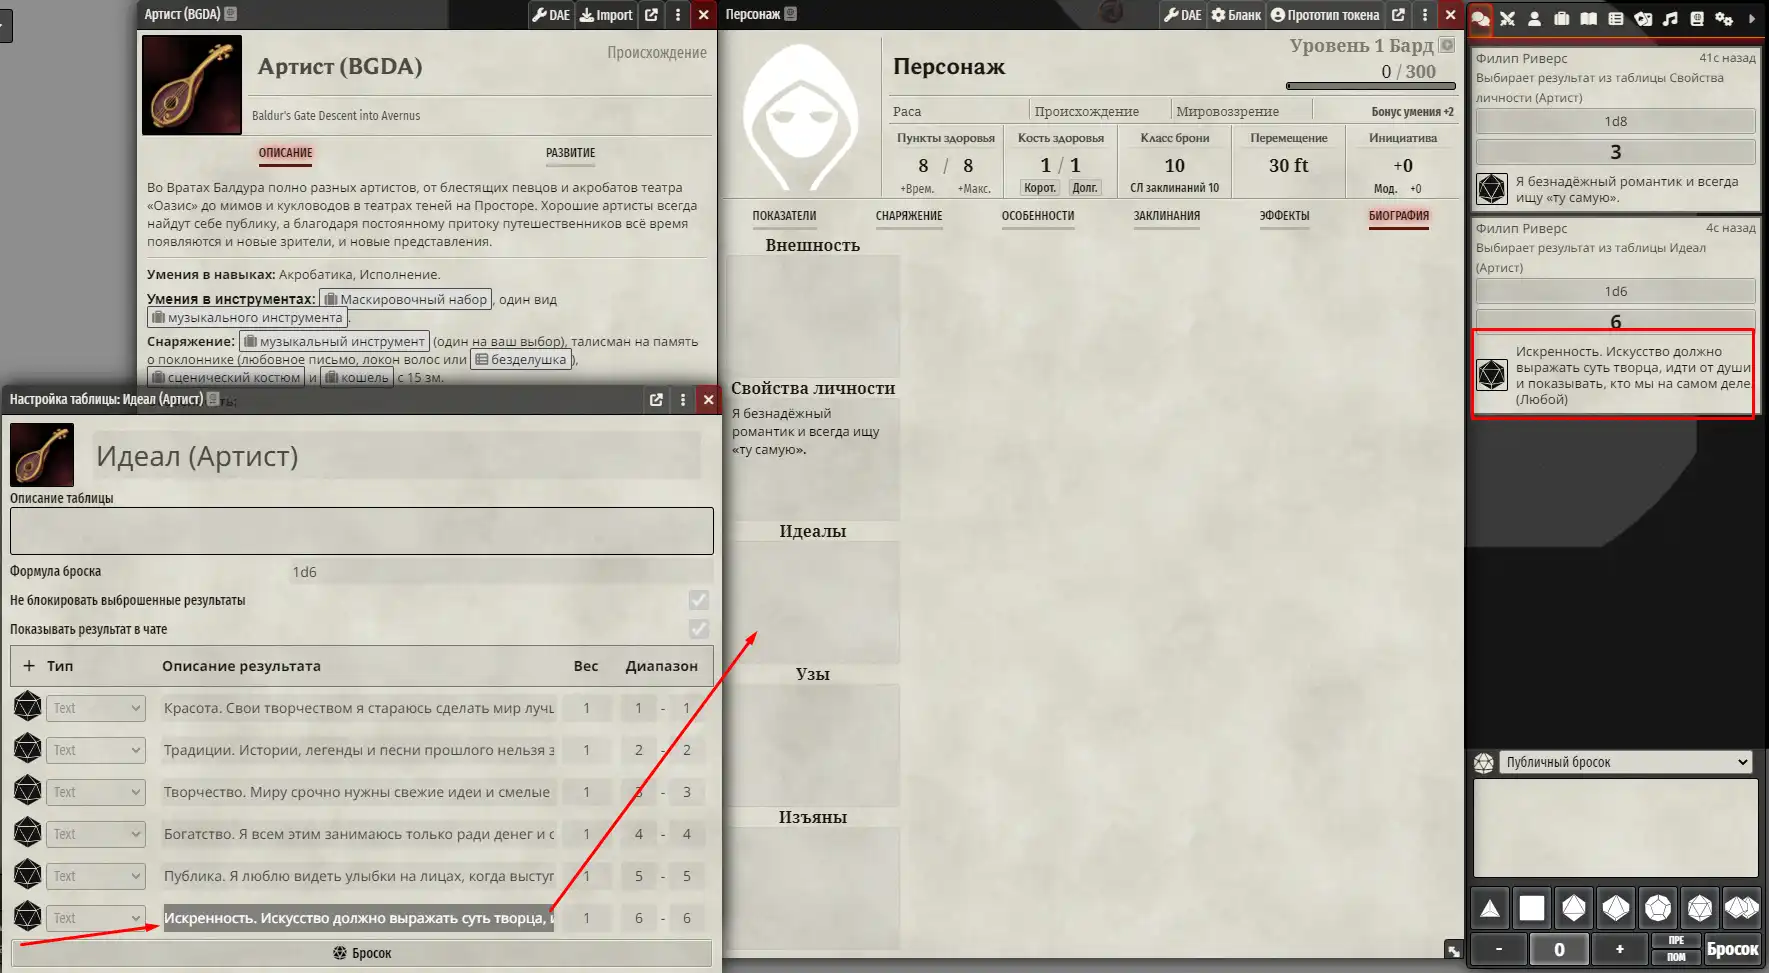 Артист (BGDA)
DAE
Import
Артист (BGDA)
Происхождение
Baldur's Gate Descent into Avernus
ОПИСАНИЕ
РАЗВИТИЕ
Во Вратах Балдура полно разных артистов, от блестящих певцов и акробатов театра
«Оазис» до мимов и кукловодов в театрах теней на Просторе. Хорошие артисты всегда
найдут себе публику, а благодаря постоянному притоку путешественников всё время
появляются и новые зрители, и новые представления.
Умения в навыках: Акробатика, Исполнение.
Умения в инструментах: Маскировочный набор, один вид
музыкального инструмента.
Снаряжение: музыкальный инструмент (один на ваш выбор), талисман на память
о поклоннике (любовное письмо, локон волос или безделушка),
сценический костюм и кошель с 15 зм.
Настройка таблицы: Идеал (Артист)
Идеал (Артист)
Описание таблицы
Формула броска
1d6
Не блокировать выброшенные результаты
Показывать результат в чате
+ Тип
Описание результата
Вес
Диапазон
Text
Красота. Свои творчеством я стараюсь сделать мир лучш
1
1 - 1
Text
Традиции. Истории, легенды и песни прошлого нельзя з
1
2 - 2
Text
Творчество. Миру срочно нужны свежие идеи и смелые
1
3 - 3
Text
Богатство. Я всем этим занимаюсь только ради денег и с
1
4 - 4
Text
Публика. Я люблю видеть улыбки на лицах, когда высту
1
5 - 5
Text
Искренность. Искусство должно выражать суть творца, и
1
6 - 6
Бросок
Персонаж
DAE
Бланк
Прототип токена
Персонаж
Уровень 1 Бард
0 / 300
Раса
Происхождение
Мировоззрение
Бонус умения +2
Пункты здоровья
8 / 8
+Врем.
+Макс.
Кость здоровья
1 / 1
Корот.
Долг.
Класс брони
10
СЛ заклинаний 10
Перемещение
30 ft
Инициатива
+0
Мод. +0
ПОКАЗАТЕЛИ
СНАРЯЖЕНИЕ
ОСОБЕННОСТИ
ЗАКЛИНАНИЯ
ЭФФЕКТЫ
БИОГРАФИЯ
Внешность
Свойства личности
Я безнадёжный
романтик и всегда ищу
«ту самую».
Идеалы
Узы
Изъяны
Филип Риверс
41с назад
Выбирает результат из таблицы Свойства
личности (Артист)
1d8
3
Я безнадёжный романтик и всегда
ищу «ту самую».
Филип Риверс
4с назад
Выбирает результат из таблицы Идеал
(Артист)
1d6
6
Искренность. Искусство должно
выражать суть творца, идти от души
и показывать, кто мы на самом деле.
(Любой)
Публичный бросок
-
0
+
ПРЕ
ПОМ
Бросок